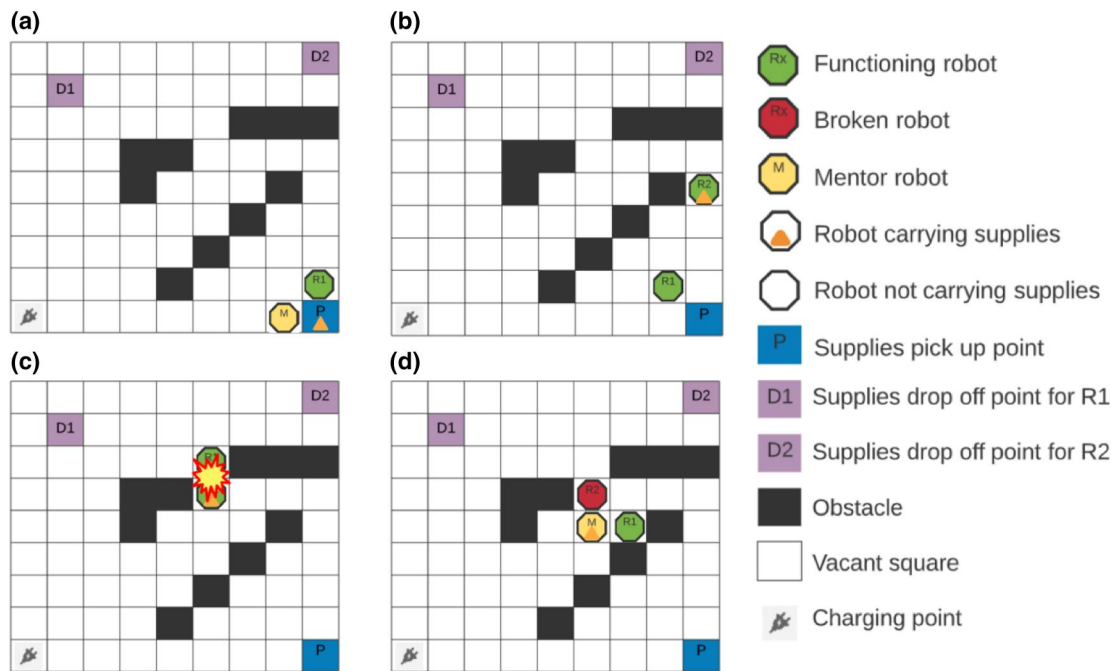 (a)
(b)
D2
D1
R1
M
P
D2
D1
R2
R1
P
(c)
(d)
D2
D1
P
D2
D1
R2
M
R1
P
Rx
Functioning robot
Rx
Broken robot
M
Mentor robot
Robot carrying supplies
Robot not carrying supplies
P
Supplies pick up point
D1
Supplies drop off point for R1
D2
Supplies drop off point for R2
Obstacle
Vacant square
Charging point